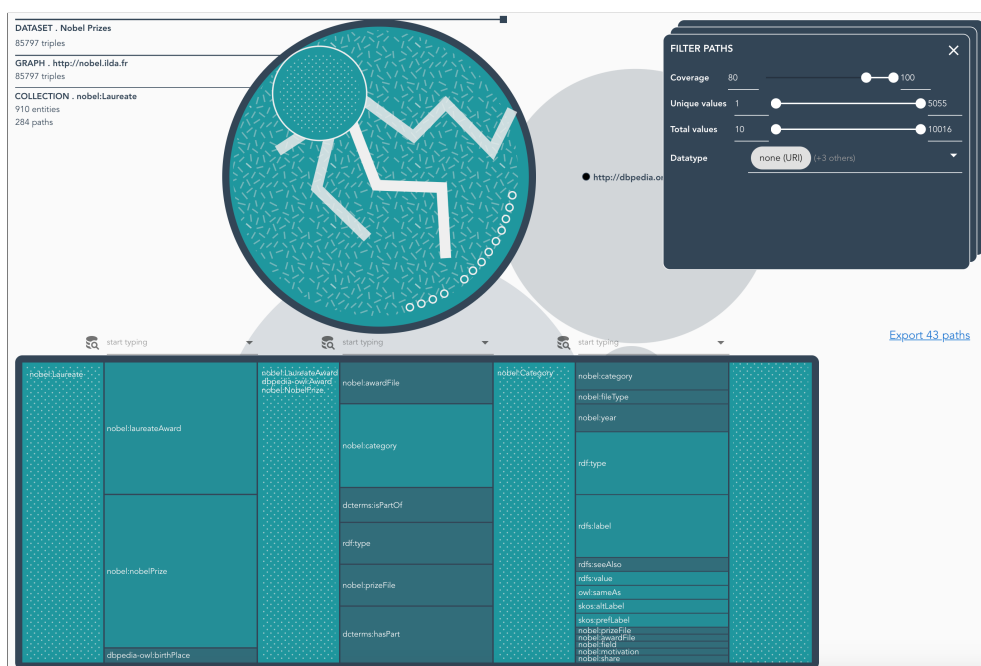 DATASET . Nobel Prizes
85797 triples
GRAPH . http://nobel.ilda.fr
85797 triples
COLLECTION . nobel:Laureate
910 entities
284 paths
http://dbpedia.or
FILTER PATHS
Coverage 80 100
Unique values 1 5055
Total values 10 10016
Datatype none (URI) (+3 others)
Export 43 paths
start typing
start typing
start typing
nobel:Laureate
nobel:laureateAward
nobel:nobelPrize
dbpedia-owl:birthPlace
nobel:LaureateAward
dbpedia-owl:Award
nobel:NobelPrize
nobel:awardFile
nobel:category
dcterms:isPartOf
rdf:type
nobel:prizeFile
dcterms:hasPart
nobel:Category
nobel:category
nobel:fileType
nobel:year
rdf:type
rdfs:label
rdfs:seeAlso
rdfs:value
owl:sameAs
skos:altLabel
skos:prefLabel
nobel:prizeFile
nobel:awardFile
nobel:field
nobel:motivation
nobel:share